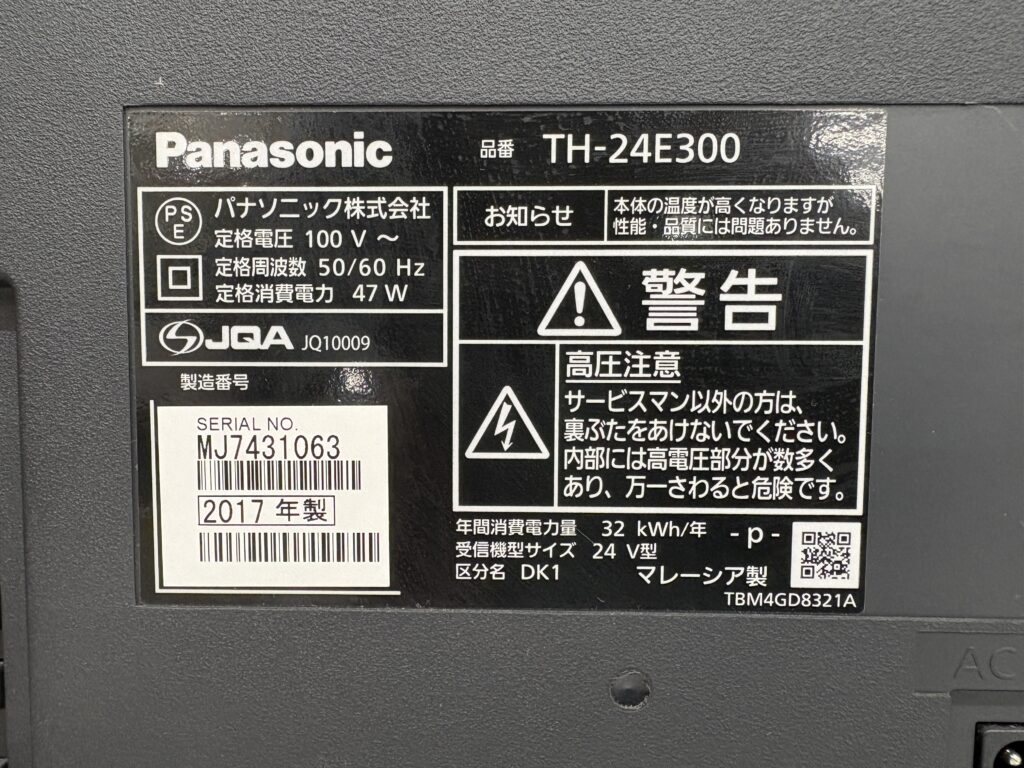 Panasonic 品番 TH-24E300
PS
E
パナソニック株式会社
定格電圧 100 V ～
定格周波数 50/60 Hz
定格消費電力 47 W
JQA JQ10009
お知らせ
本体の温度が高くなりますが
性能・品質には問題ありません。
警告
高圧注意
サービスマン以外の方は、
裏ぶたをあけないでください。
内部には高電圧部分が数多く
あり、万一さわると危険です。
製造番号
SERIAL NO.
MJ7431063
2017 年製
年間消費電力量 32 kWh/年 - p -
受信機型サイズ 24 V型
区分名 DK1 マレーシア製
TBM4GD8321A
AC